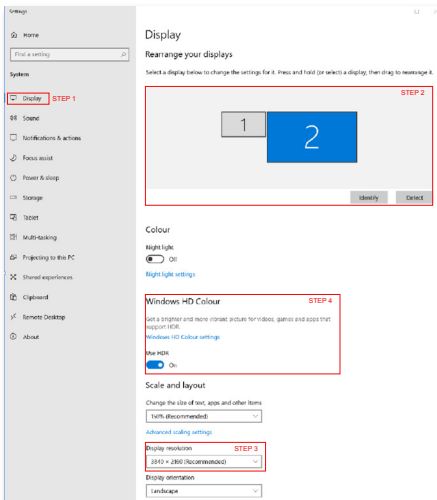 Settings
Home
Find a setting
System
Display STEP 1
Sound
Notifications & actions
Focus assist
Power & sleep
Storage
Tablet
Multi-tasking
Projecting to this PC
Shared experiences
Clipboard
Remote Desktop
About
Display
Rearrange your displays
Select a display below to change the settings for it. Press and hold (or select) a display, then drag to rearrange it.
STEP 2
1
2
Identify
Detect
Colour
Night light
Off
Night light settings
Windows HD Colour STEP 4
Get a brighter and more vibrant picture for videos, games and apps that
support HDR.
Windows HD Colour settings
Use HDR
On
Scale and layout
Change the size of text, apps and other items
150% (Recommended)
Advanced scaling settings
Display resolution STEP 3
3840 × 2160 (Recommended)
Display orientation
Landscape